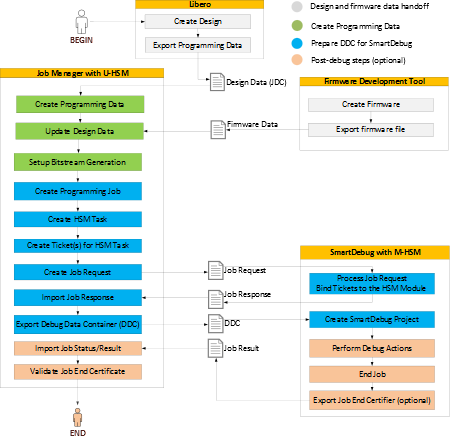 Libero
Create Design
Export Programming Data
BEGIN
Design and firmware data handoff
Create Programming Data
Prepare DDC for SmartDebug
Post-debug steps (optional)
Job Manager with U-HSM
Design Data (JDC)
Firmware Development Tool
Create Programming Data
Create Firmware
Update Design Data
Firmware Data
Export firmware file
Setup Bitstream Generation
Create Programming Job
Create HSM Task
Create Ticket(s) for HSM Task
SmartDebug with M-HSM
Create Job Request
Job Request
Process Job Request
Bind Tickets to the HSM Module
Import Job Response
Job Response
Export Debug Data Container (DDC)
DDC
Create SmartDebug Project
Import Job Status/Result
Job Result
Perform Debug Actions
Validate Job End Certificate
End Job
Export Job End Certifier (optional)
END